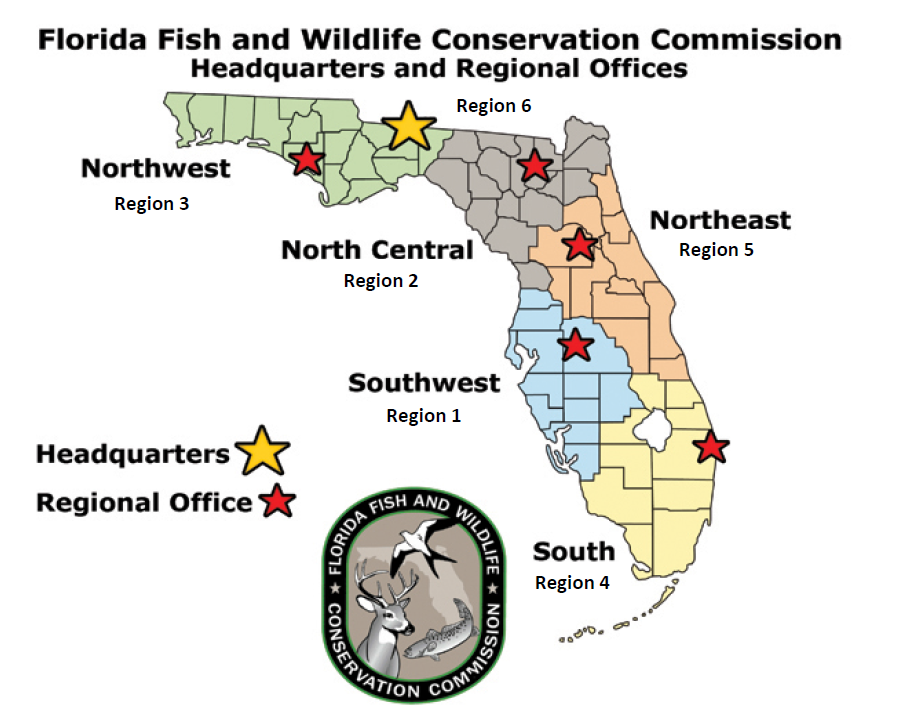 Florida Fish and Wildlife Conservation Commission
Headquarters and Regional Offices
Region 6
Northwest
Region 3
Northeast
Region 5
North Central
Region 2
Southwest
Region 1
Headquarters
Regional Office
South
Region 4
FLORIDA FISH AND WILDLIFE
CONSERVATION COMMISSION